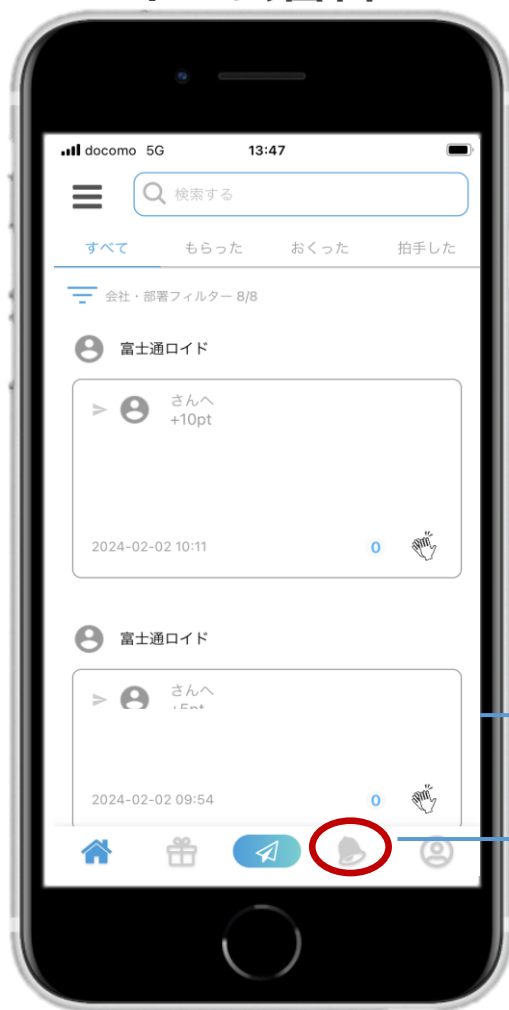 docomo 5G 13:47
検索する
すべて もらった おくった 拍手した
会社・部署フィルター 8/8
富士通ロイド
さんへ
+10pt
2024-02-02 10:11 0
富士通ロイド
さんへ
+5pt
2024-02-02 09:54 0